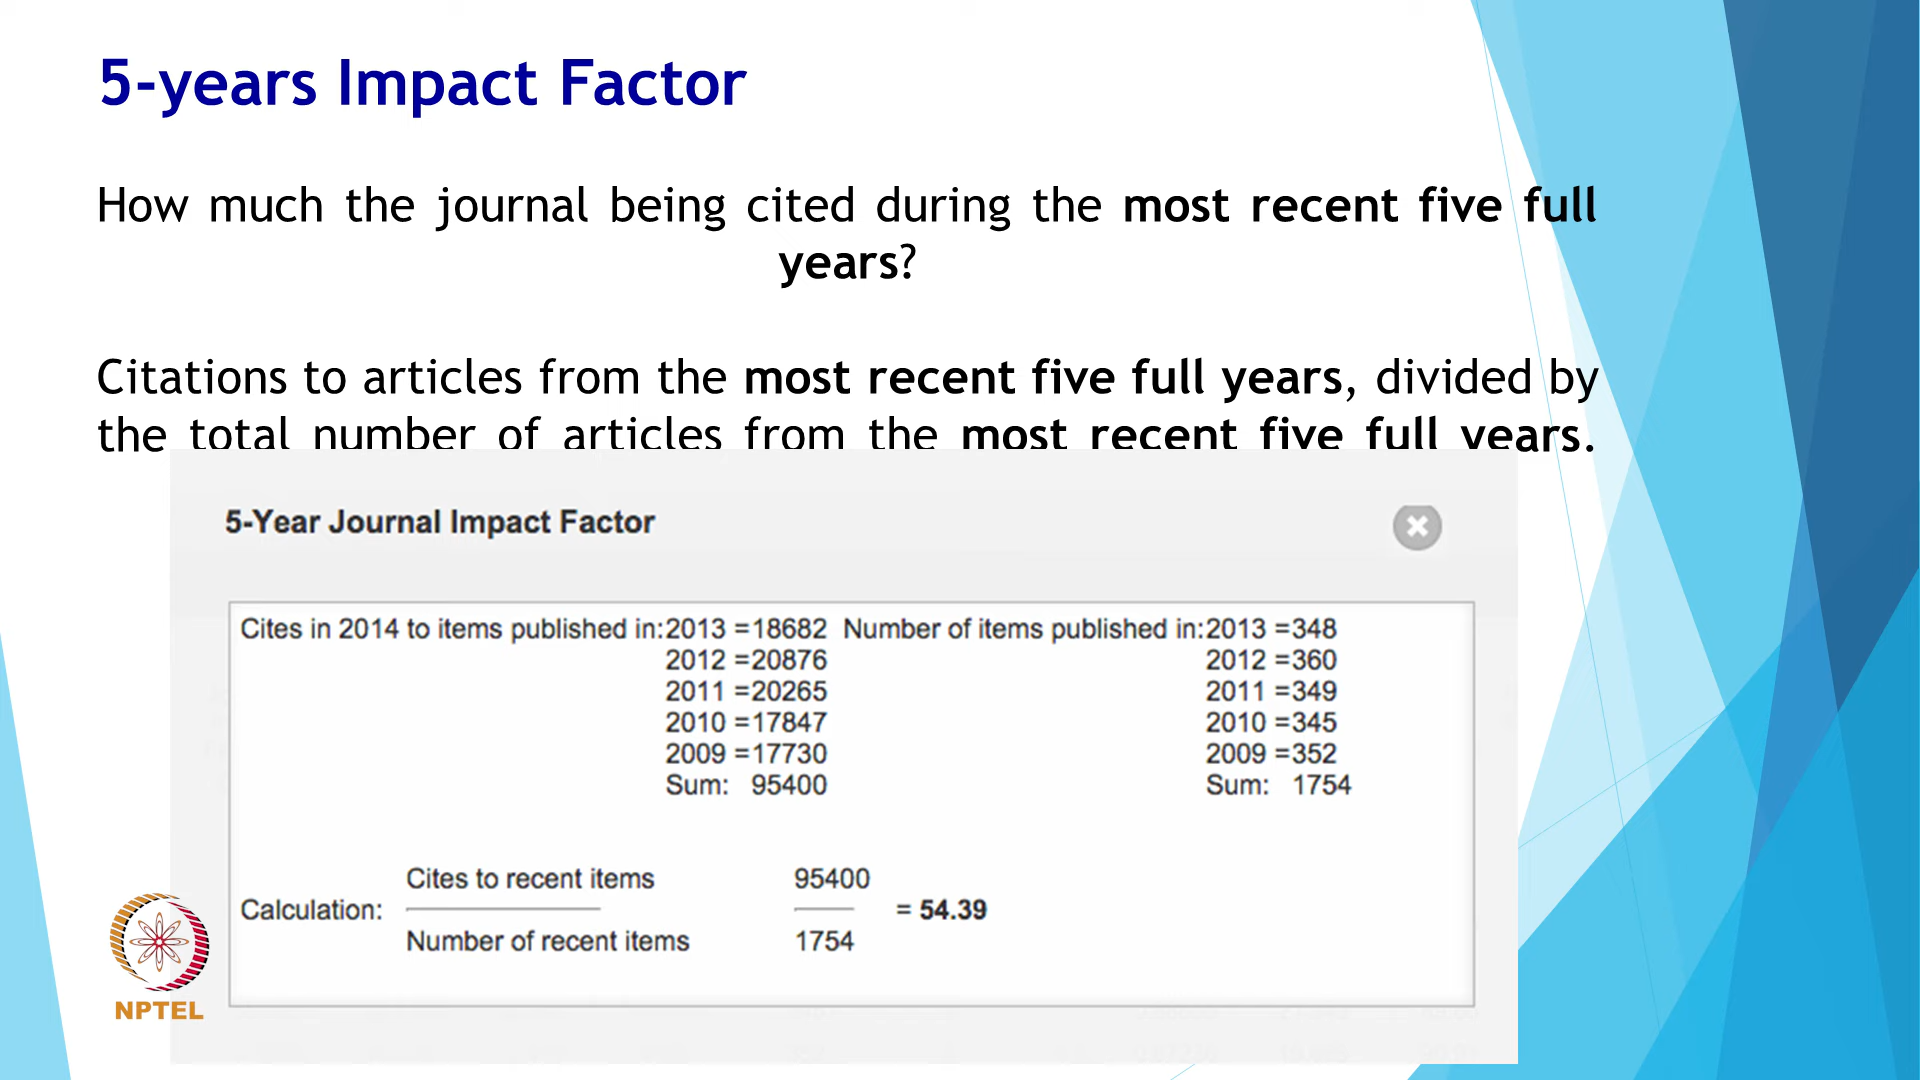 5-years Impact Factor
How much the journal being cited during the most recent five full
years?
Citations to articles from the most recent five full years, divided by
the total number of articles from the most recent five full years.
5-Year Journal Impact Factor
Cites in 2014 to items published in:2013 =18682 Number of items published in:2013 =348
2012 =20876 2012 =360
2011 =20265 2011 =349
2010 =17847 2010 =345
2009 =17730 2009 =352
Sum: 95400 Sum: 1754
Cites to recent items 95400
Calculation: = 54.39
Number of recent items 1754
NPTEL